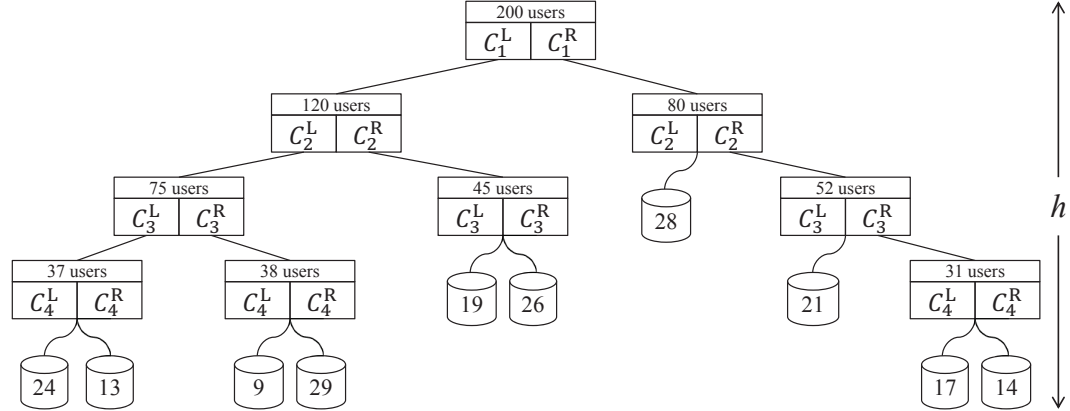 200 users
C_1^L C_1^R
120 users
80 users
C_2^L C_2^R
C_2^L C_2^R
75 users
45 users
28
52 users
C_3^L C_3^R
C_3^L C_3^R
C_3^L C_3^R
h
37 users
38 users
31 users
C_4^L C_4^R
C_4^L C_4^R
19
26
21
C_4^L C_4^R
24
13
9
29
17
14